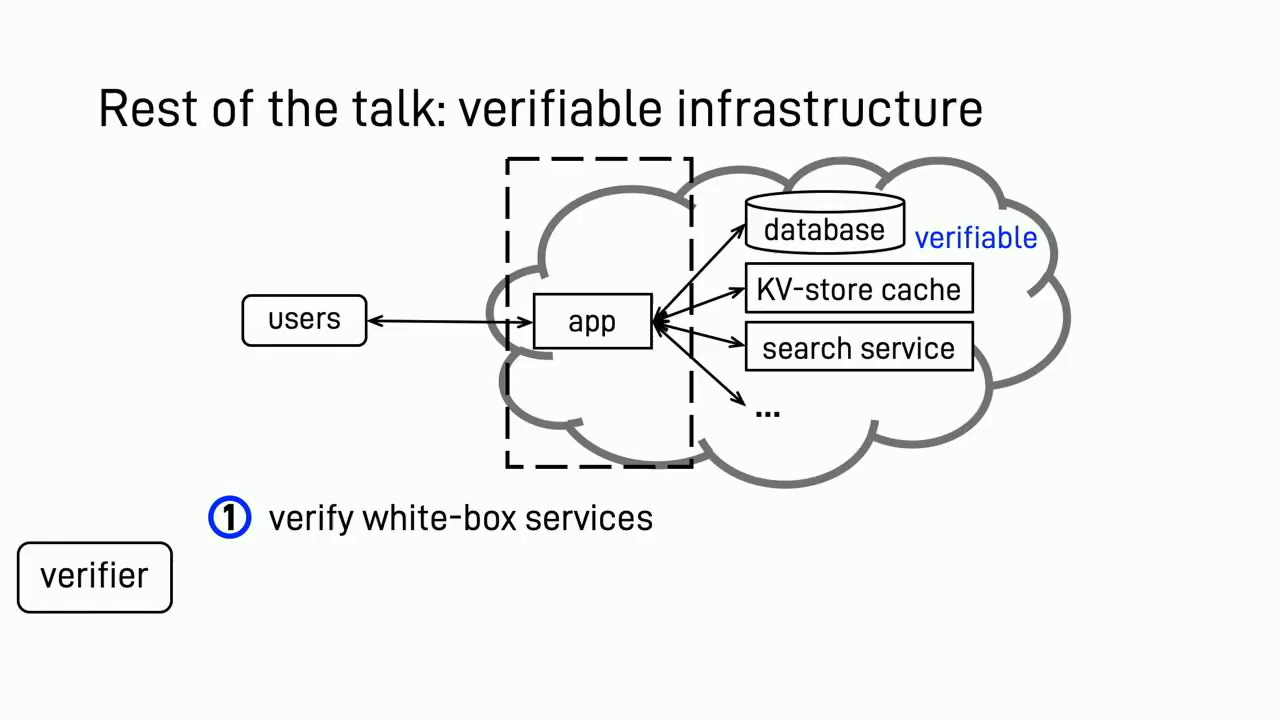 Rest of the talk: verifiable infrastructure
database
verifiable
KV-store cache
users
app
search service
...
1 verify white-box services
verifier